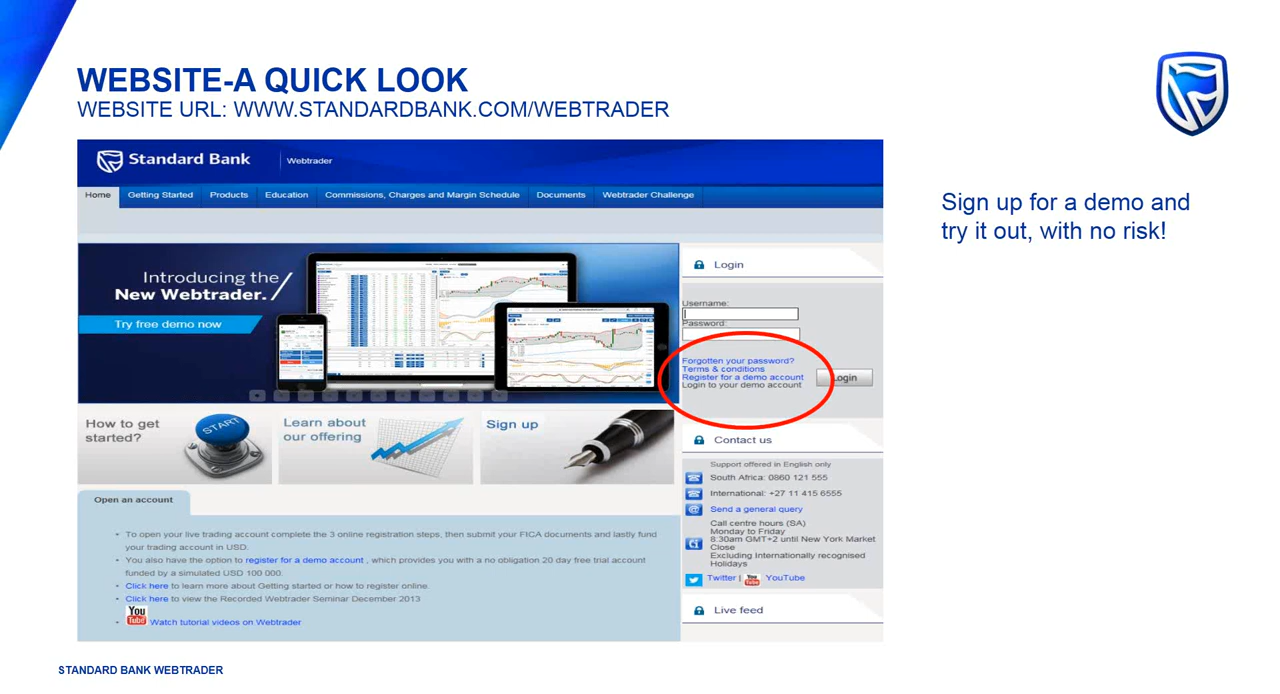 WEBSITE-A QUICK LOOK
WEBSITE URL: WWW.STANDARDBANK.COM/WEBTRADER
Standard Bank
Webtrader
Home
Getting Started
Products
Education
Commissions, Charges and Margin Schedule
Documents
Webtrader Challenge
Sign up for a demo and
try it out, with no risk!
Introducing the
New Webtrader.
Try free demo now
Login
Username:
Password:
Forgotten your password?
Terms & conditions
Register for a demo account
Login to your demo account
Login
How to get
started?
START
Learn about
our offering
Sign up
Contact us
Support offered in English only
South Africa: 0860 121 555
International: +27 11 415 6555
Send a general query
Call centre hours (SA)
Monday to Friday
8:30am GMT+2 until New York Market
Close
Excluding Internationally recognised
Holidays
Twitter | You Tube YouTube
Live feed
Open an account
• To open your live trading account complete the 3 online registration steps, then submit your FICA documents and lastly fund
your trading account in USD.
• You also have the option to register for a demo account , which provides you with a no obligation 20 day free trial account
funded by a simulated USD 100 000.
• Click here to learn more about Getting started or how to register online.
• Click here to view the Recorded Webtrader Seminar December 2013
• You Tube Watch tutorial videos on Webtrader
STANDARD BANK WEBTRADER